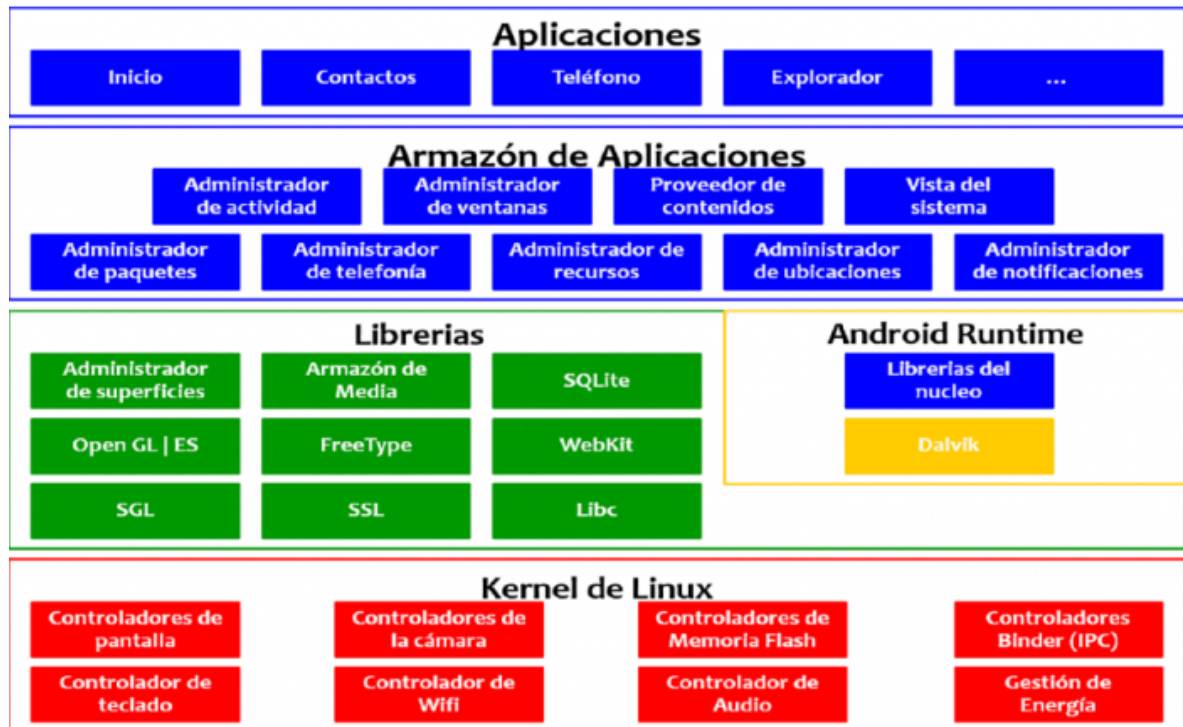 Aplicaciones
Inicio
Contactos
Teléfono
Explorador
...
Armazón de Aplicaciones
Administrador
de actividad
Administrador
de ventanas
Proveedor de
contenidos
Vista del
sistema
Administrador
de paquetes
Administrador
de telefonía
Administrador de
recursos
Administrador
de ubicaciones
Administrador
de notificaciones
Librerias
Administrador
de superficies
Armazón de
Media
SQLite
Open GL | ES
FreeType
WebKit
SGL
SSL
Libc
Android Runtime
Librerias del
nucleo
Dalvik
Kernel de Linux
Controladores de
pantalla
Controladores de
la cámara
Controladores de
Memoria Flash
Controladores
Binder (IPC)
Controlador de
teclado
Controlador de
Wifi
Controlador de
Audio
Gestión de
Energía